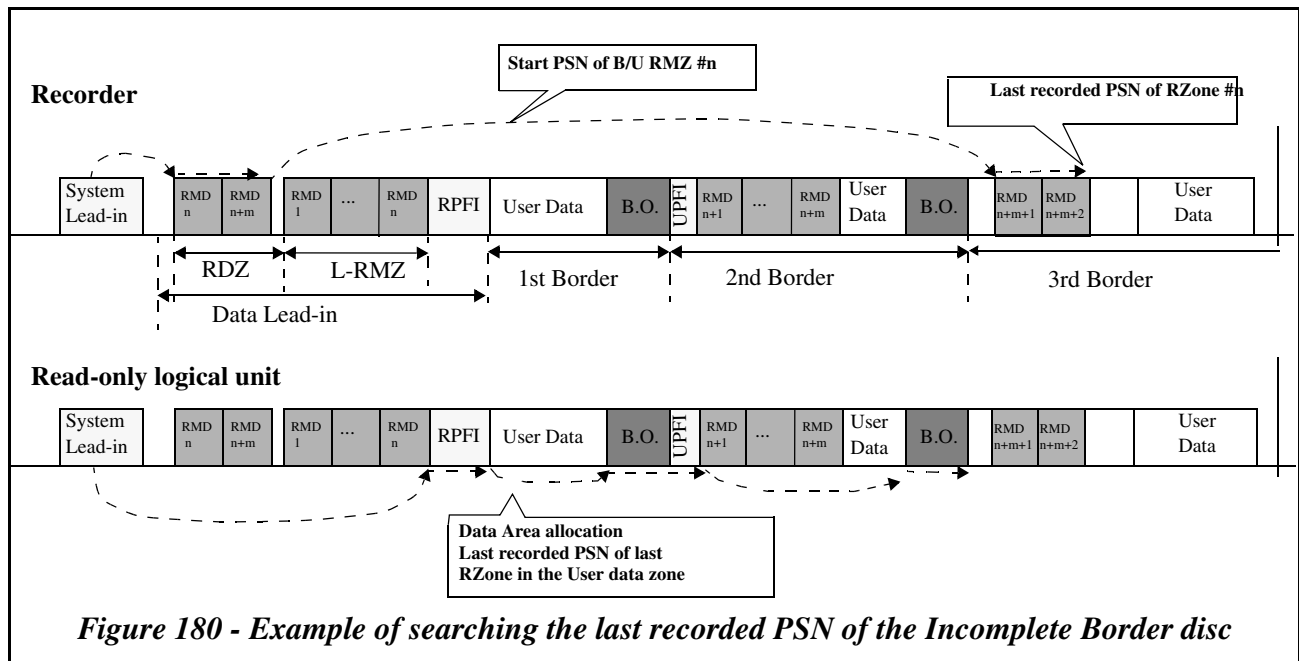 Start PSN of B/U RMZ #n
Last recorded PSN of RZone #n
Recorder
System
Lead-in
RMD
n
RMD
n+m
RMD
1
...
RMD
n
RPFI
User Data
B.O.
UPFI
RMD
n+1
...
RMD
n+m
User
Data
B.O.
RMD
n+m+1
RMD
n+m+2
User
Data
RDZ
L-RMZ
1st Border
2nd Border
3rd Border
Data Lead-in
Read-only logical unit
System
Lead-in
RMD
n
RMD
n+m
RMD
1
...
RMD
n
RPFI
User Data
B.O.
UPFI
RMD
n+1
...
RMD
n+m
User
Data
B.O.
RMD
n+m+1
RMD
n+m+2
User
Data
Data Area allocation
Last recorded PSN of last
RZone in the User data zone
Figure 180 - Example of searching the last recorded PSN of the Incomplete Border disc